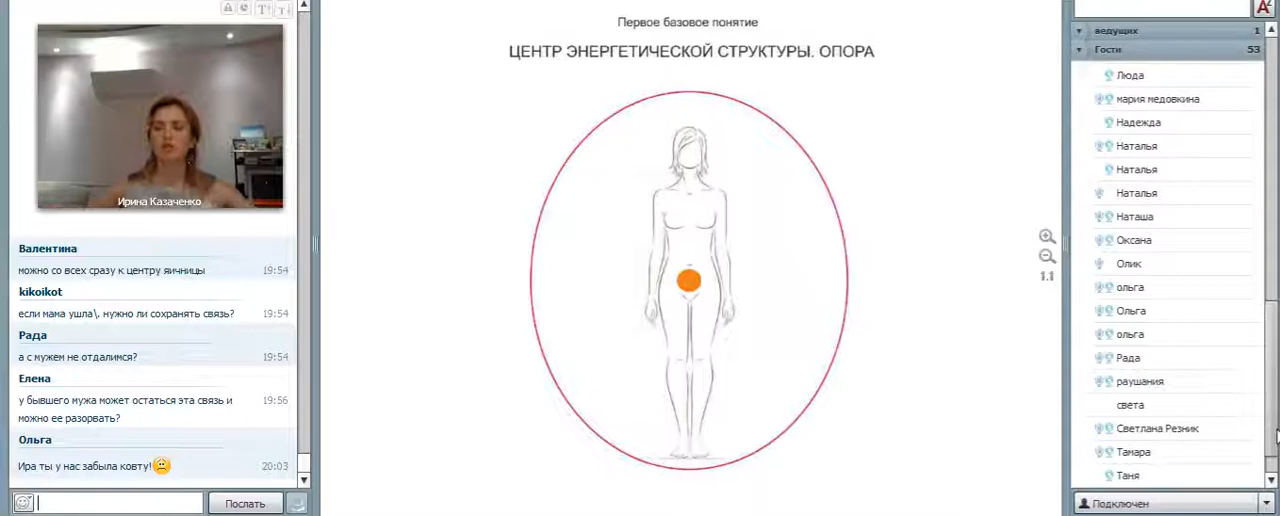 Первое базовое понятие
ЦЕНТР ЭНЕРГЕТИЧЕСКОЙ СТРУКТУРЫ. ОПОРА
Ирина Казаченко
Валентина
можно со всех сразу к центру яичницы 19:54
kikoikot
если мама ушла\. нужно ли сохранять связь? 19:54
Рада
а с мужем не отдалимся? 19:54
Елена
у бывшего мужа может остаться эта связь и 19:56
можно ее разорвать?
Ольга
Ира ты у нас забыла ковту! 20:03
Послать
1.1
ведущих 1
Гости 53
Люда
мария медовкина
Надежда
Наталья
Наталья
Наталья
Наташа
Оксана
Олик
ольга
Ольга
ольга
Рада
раушания
света
Светлана Резник
Тамара
Таня
Подключен